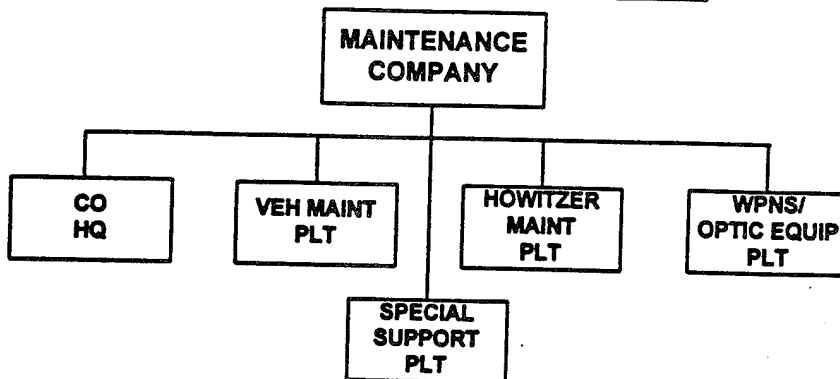 MAINTENANCE
COMPANY
CO
HQ
VEH MAINT
PLT
HOWITZER
MAINT
PLT
WPNS/
OPTIC EQUIP
PLT
SPECIAL
SUPPORT
PLT